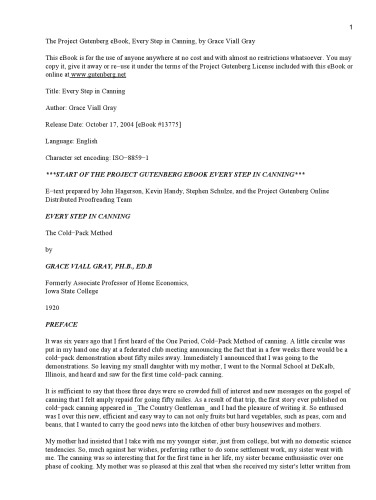 1
The Project Gutenberg eBook, Every Step in Canning, by Grace Viall Gray
This eBook is for the use of anyone anywhere at no cost and with almost no restrictions whatsoever. You may
copy it, give it away or re−use it under the terms of the Project Gutenberg License included with this eBook or
online at www.gutenberg.net
Title: Every Step in Canning
Author: Grace Viall Gray
Release Date: October 17, 2004 [eBook #13775]
Language: English
Character set encoding: ISO−8859−1
***START OF THE PROJECT GUTENBERG EBOOK EVERY STEP IN CANNING***
E−text prepared by John Hagerson, Kevin Handy, Stephen Schulze, and the Project Gutenberg Online
Distributed Proofreading Team
EVERY STEP IN CANNING
The Cold−Pack Method
by
GRACE VIALL GRAY, PH.B., ED.B
Formerly Associate Professor of Home Economics,
Iowa State College
1920
PREFACE
It was six years ago that I first heard of the One Period, Cold−Pack Method of canning. A little circular was
put in my hand one day at a federated club meeting announcing the fact that in a few weeks there would be a
cold−pack demonstration about fifty miles away. Immediately I announced that I was going to the
demonstrations. So leaving my small daughter with my mother, I went to the Normal School at DeKalb,
Illinois, and heard and saw for the first time cold−pack canning.
It is sufficient to say that those three days were so crowded full of interest and new messages on the gospel of
canning that I felt amply repaid for going fifty miles. As a result of that trip, the first story ever published on
cold−pack canning appeared in _The Country Gentleman_ and I had the pleasure of writing it. So enthused
was I over this new, efficient and easy way to can not only fruits but hard vegetables, such as peas, corn and
beans, that I wanted to carry the good news into the kitchen of other busy housewives and mothers.
My mother had insisted that I take with me my younger sister, just from college, but with no domestic science
tendencies. So, much against her wishes, preferring rather to do some settlement work, my sister went with
me. The canning was so interesting that for the first time in her life, my sister became enthusiastic over one
phase of cooking. My mother was so pleased at this zeal that when she received my sister's letter written from